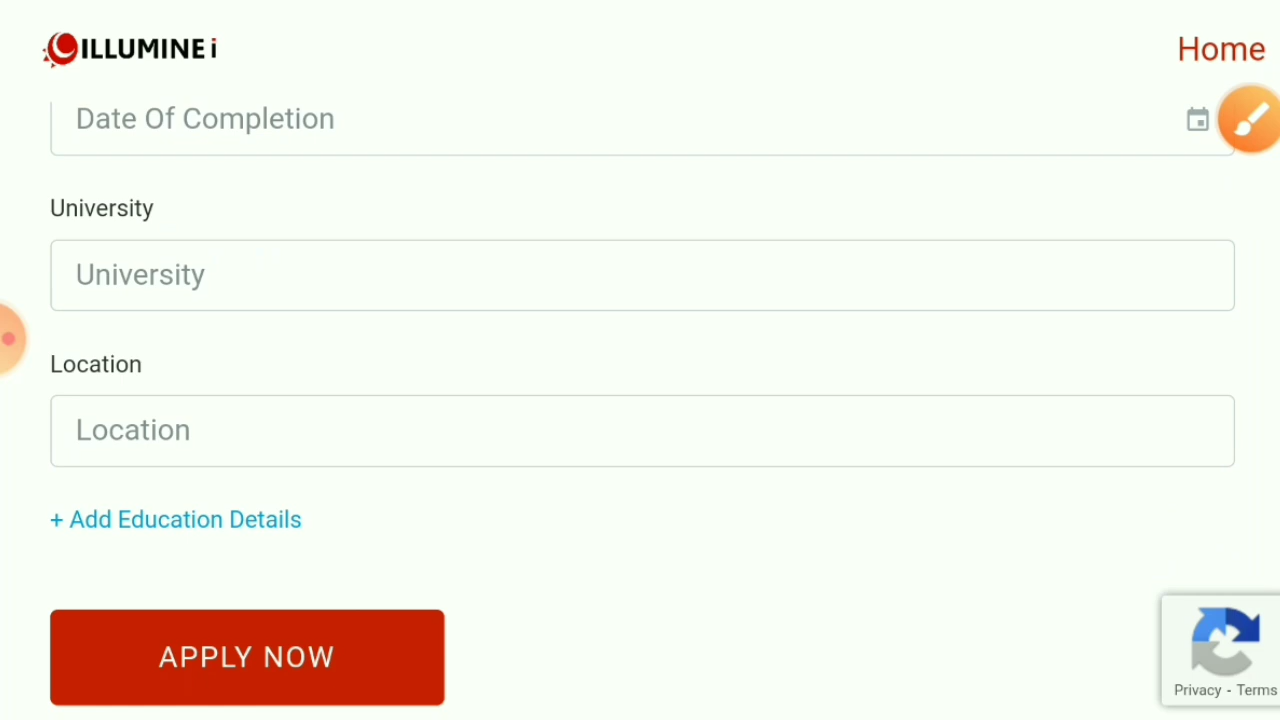 ILLUMINE i
Home
Date Of Completion
University
University
Location
Location
+ Add Education Details
APPLY NOW
Privacy - Terms